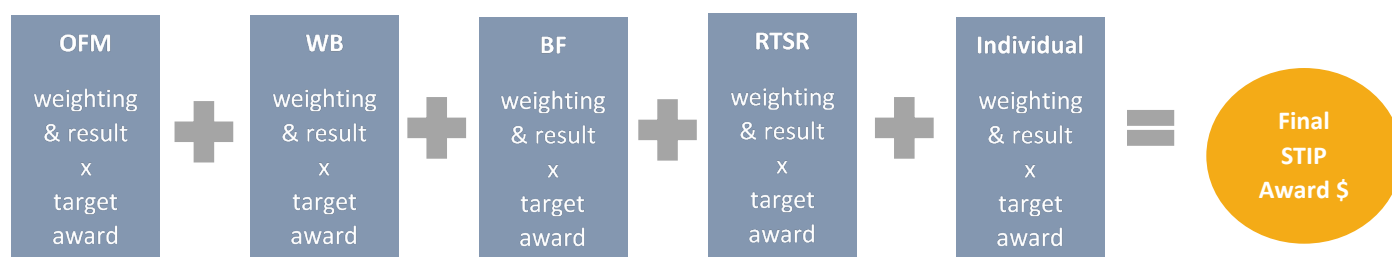 OFM
weighting
& result
x
target
award
WB
weighting
& result
x
target
award
BF
weighting
& result
x
target
award
RTSR
weighting
& result
x
target
award
Individual
weighting
& result
x
target
award
Final
STIP
Award $